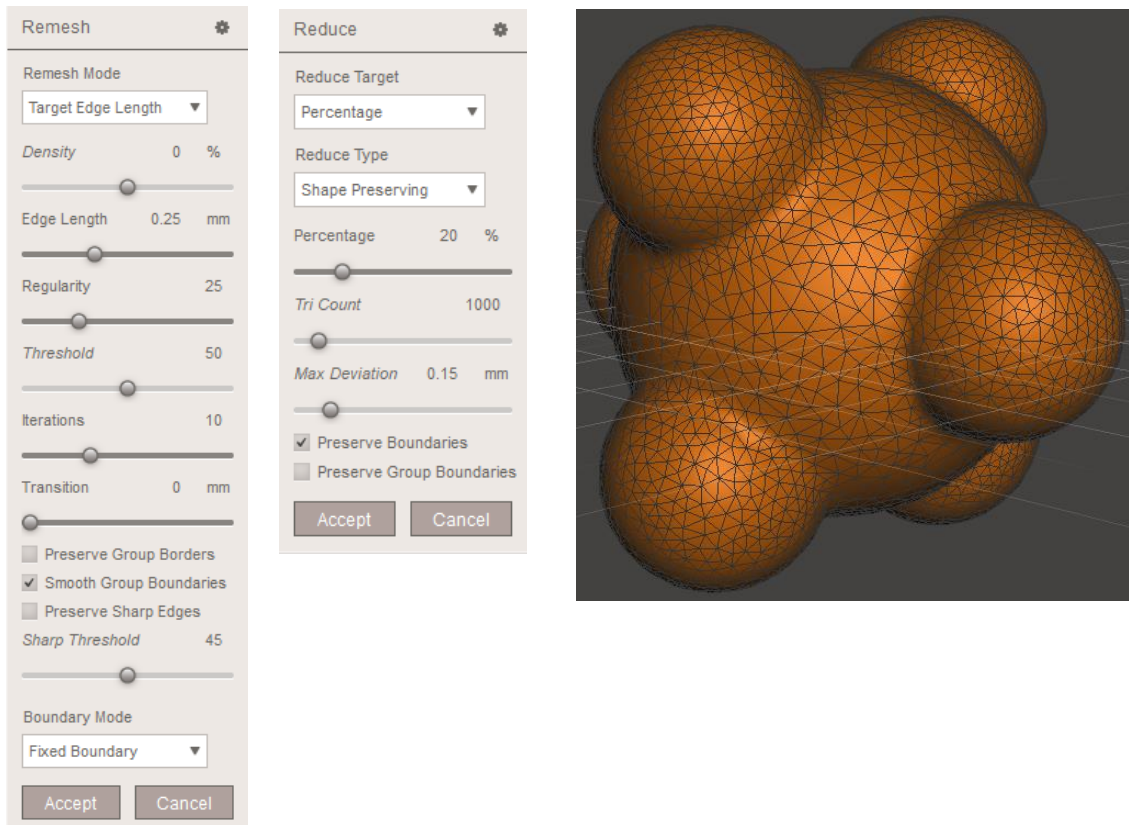 Remesh
Remesh Mode
Target Edge Length
Density 0 %
Edge Length 0.25 mm
Regularity 25
Threshold 50
Iterations 10
Transition 0 mm
Preserve Group Borders
Smooth Group Boundaries
Preserve Sharp Edges
Sharp Threshold 45
Boundary Mode
Fixed Boundary
Accept Cancel
Reduce
Reduce Target
Percentage
Reduce Type
Shape Preserving
Percentage 20 %
Tri Count 1000
Max Deviation 0.15 mm
Preserve Boundaries
Preserve Group Boundaries
Accept Cancel